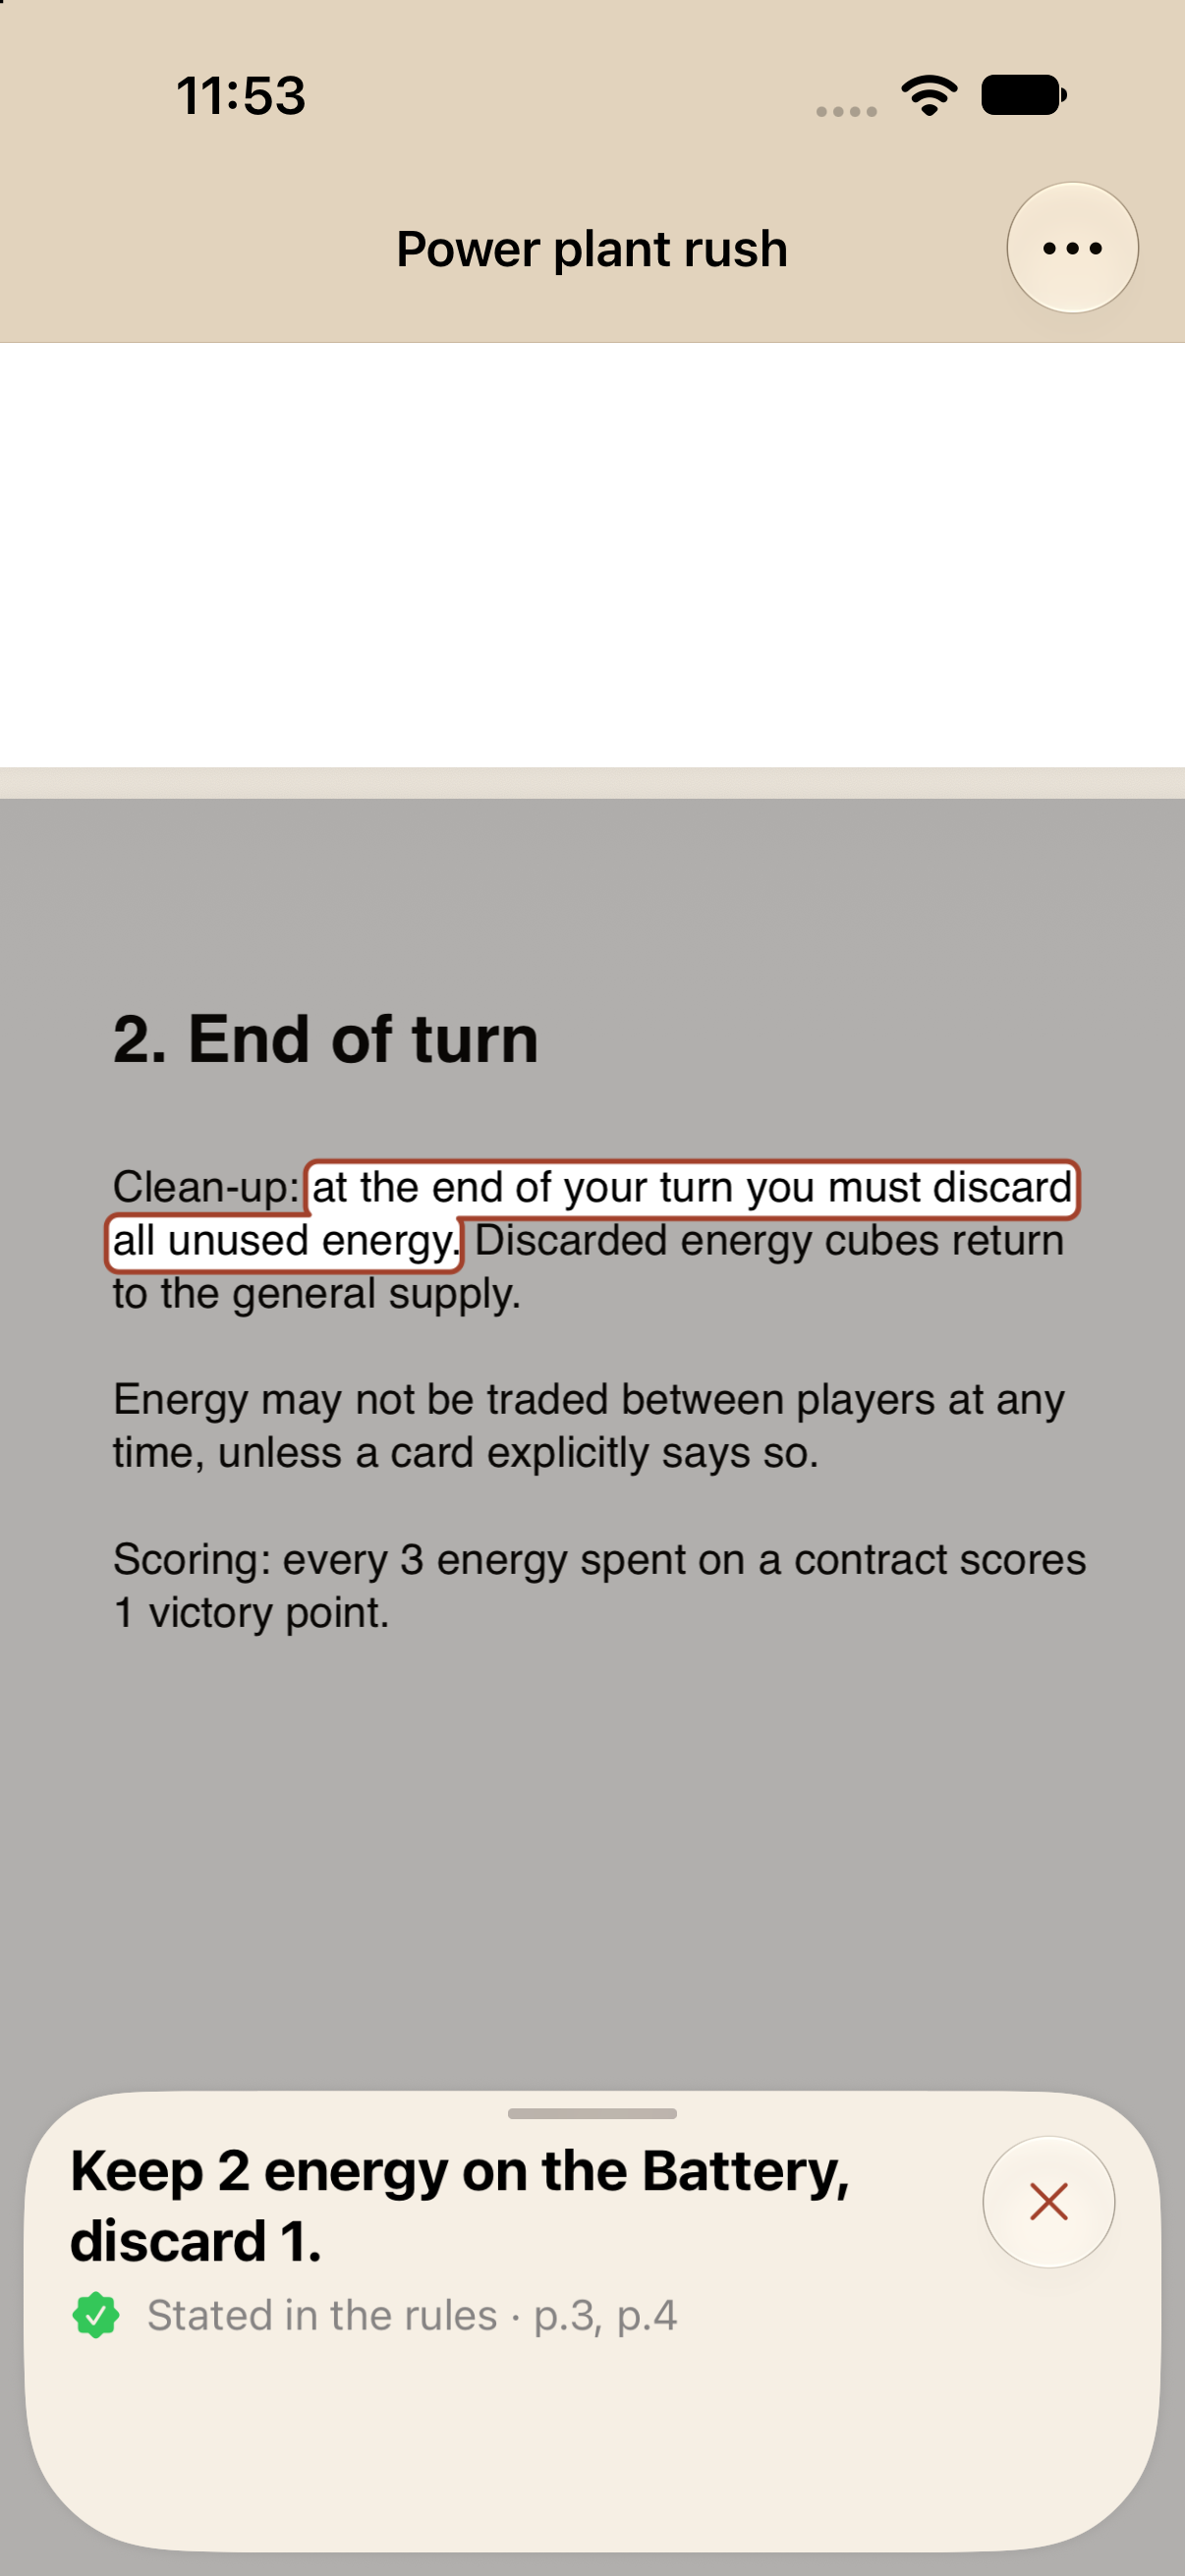 11:53
Power plant rush
2. End of turn
Clean-up: at the end of your turn you must discard
all unused energy. Discarded energy cubes return
to the general supply.
Energy may not be traded between players at any
time, unless a card explicitly says so.
Scoring: every 3 energy spent on a contract scores
1 victory point.
Keep 2 energy on the Battery,
discard 1.
Stated in the rules · p.3, p.4